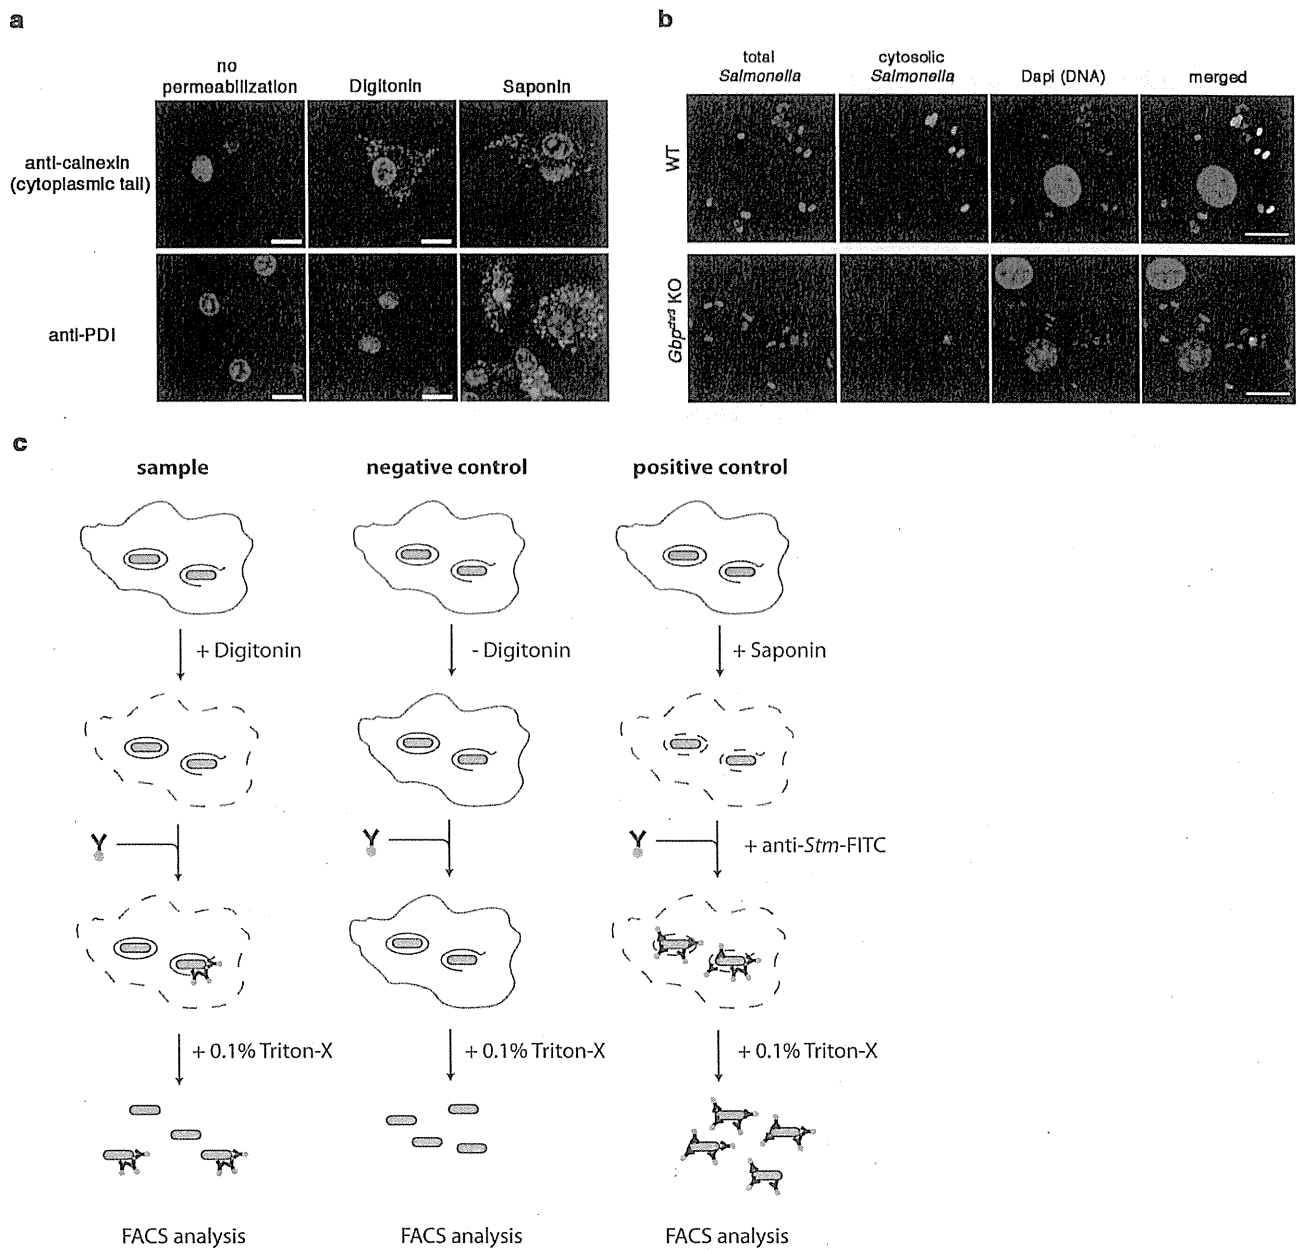 a
no
permeabilization
Digitonin
Saponin
anti-calnexin
(cytoplasmic tail)
anti-PDI
b
total
Salmonella
cytosolic
Salmonella
Dapi (DNA)
merged
WT
KO
c
sample
negative control
positive control
+ Digitonin
- Digitonin
+ Saponin
+ anti-Stm-FITC
+ 0.1% Triton-X
+ 0.1% Triton-X
+ 0.1% Triton-X
FACS analysis
FACS analysis
FACS analysis